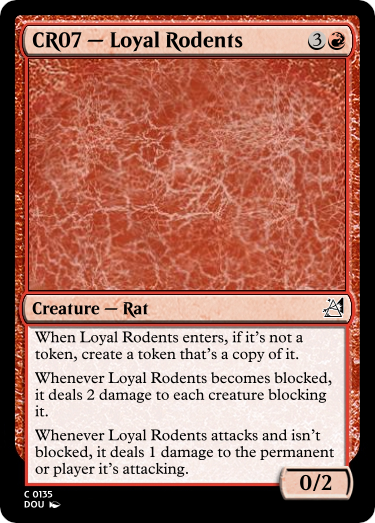 CR07 — Loyal Rodents 3
Creature — Rat
When Loyal Rodents enters, if it's not a
token, create a token that's a copy of it.
Whenever Loyal Rodents becomes blocked,
it deals 2 damage to each creature blocking
it.
Whenever Loyal Rodents attacks and isn't
blocked, it deals 1 damage to the permanent
or player it's attacking.
0/2
C 0135
DOU